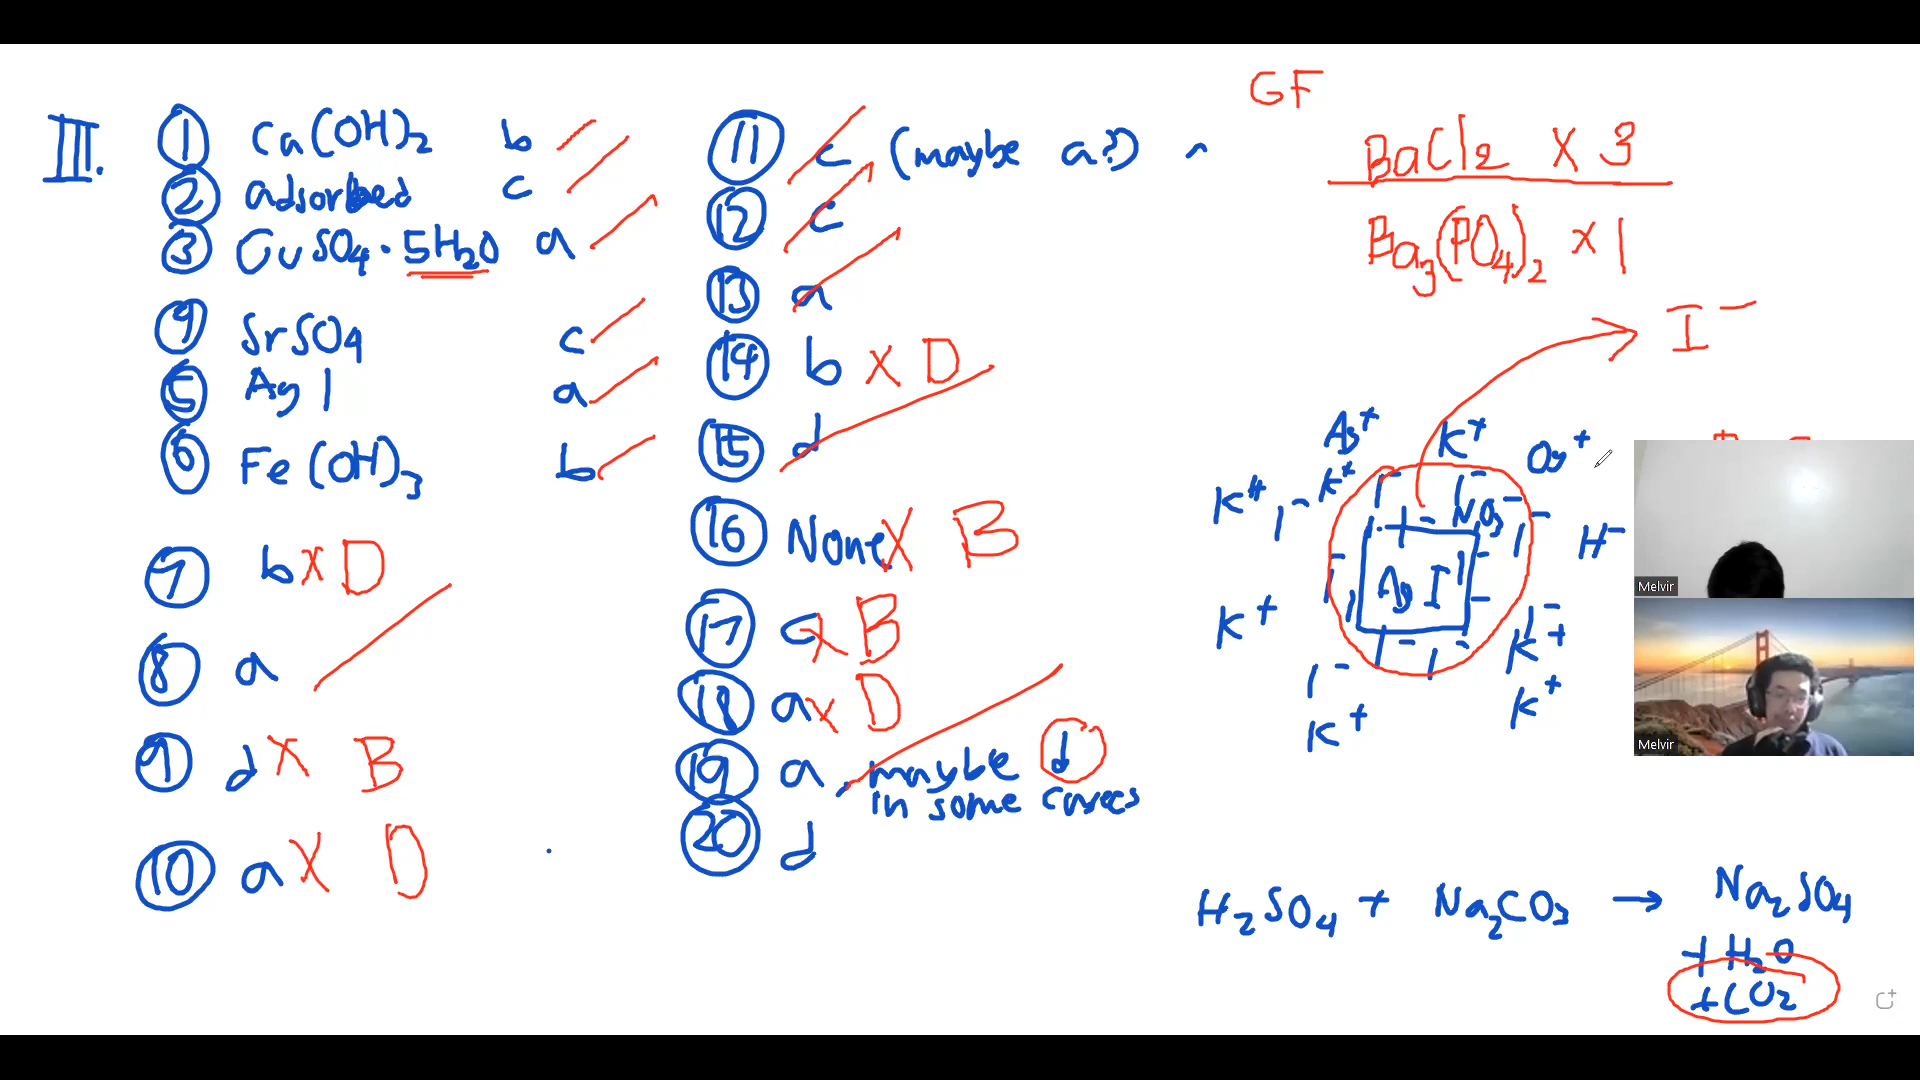 III.
① Ca(OH)₂ b
② adsorbed c
③ CuSO₄ · 5H₂O a
④ SrSO₄ c
⑤ AgI a
⑥ Fe(OH)₃ b
⑦ b x D
⑧ a
⑨ d x B
⑩ a x D
⑪ c (maybe a?)
⑫ c
⑬ a
⑭ b x D
⑮ d
⑯ None x B
⑰ c x B
⑱ a x D
⑲ a, maybe d
in some cases
⑳ d
GF
BaCl₂ x 3
Ba₃(PO₄)₂ x 1
I⁻
Ag⁺ K⁺
K⁺ I⁻ K⁺ I⁻ I⁻
I⁻ NO₃ I⁻ H⁻
AgI
K⁺ I⁻ K⁺
I⁻ I⁻ I⁻ K⁺
K⁺
H₂SO₄ + Na₂CO₃ → Na₂SO₄
+ H₂O
+ CO₂
Melvir
Melvir